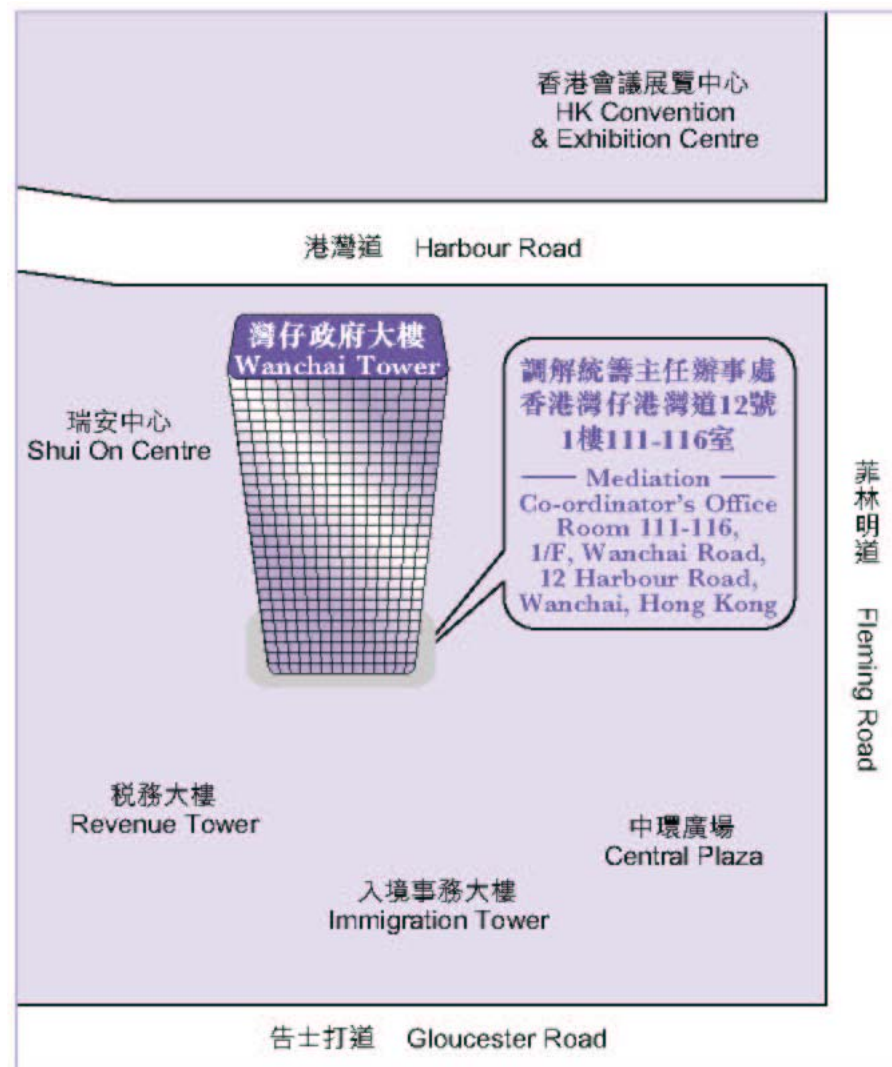 香港會議展覽中心
HK Convention
& Exhibition Centre
港灣道 Harbour Road
灣仔政府大樓
Wanchai Tower
瑞安中心
Shui On Centre
調解統籌主任辦事處
香港灣仔港灣道12號
1樓111-116室
Mediation
Co-ordinator's Office
Room 111-116,
1/F, Wanchai Road,
12 Harbour Road,
Wanchai, Hong Kong
菲林明道 Fleming Road
税務大樓
Revenue Tower
中環廣場
Central Plaza
入境事務大樓
Immigration Tower
告士打道 Gloucester Road